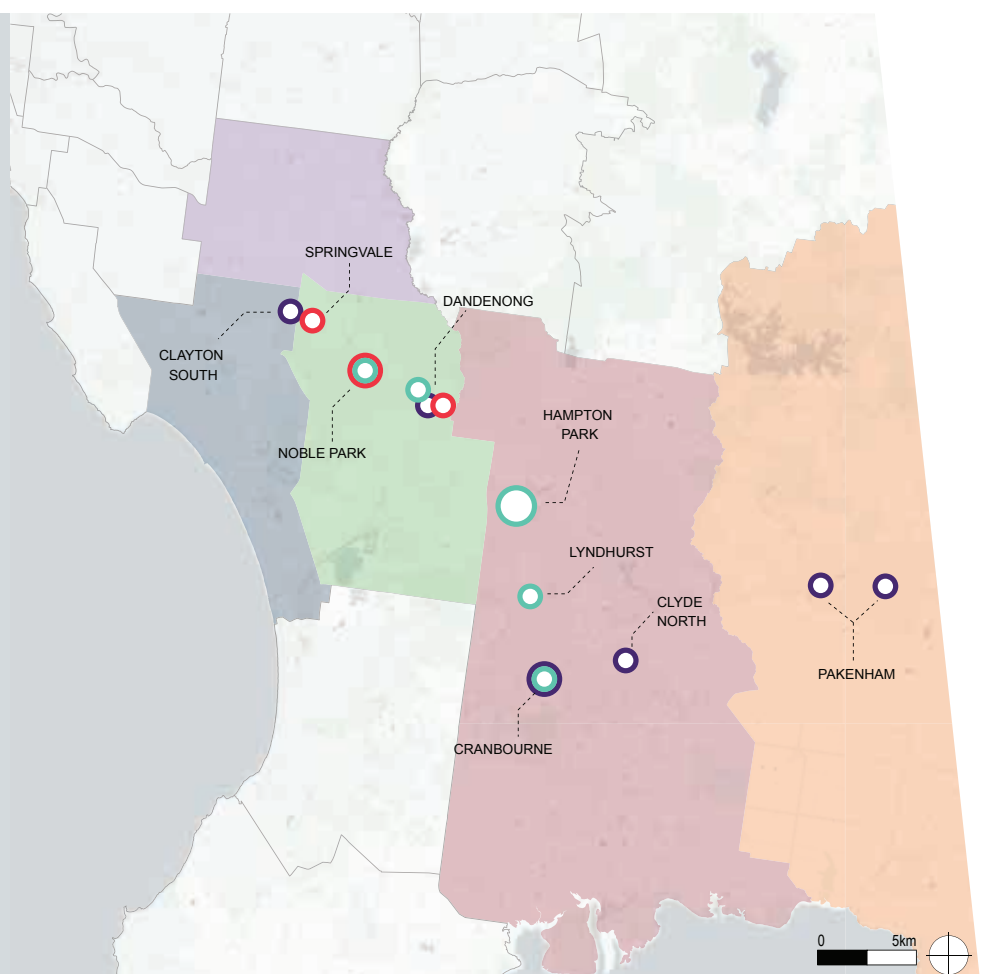 SPRINGVALE
DANDENONG
CLAYTON
SOUTH
HAMPTON
PARK
NOBLE PARK
LYNDHURST
CLYDE
NORTH
PAKENHAM
CRANBOURNE
0 5km